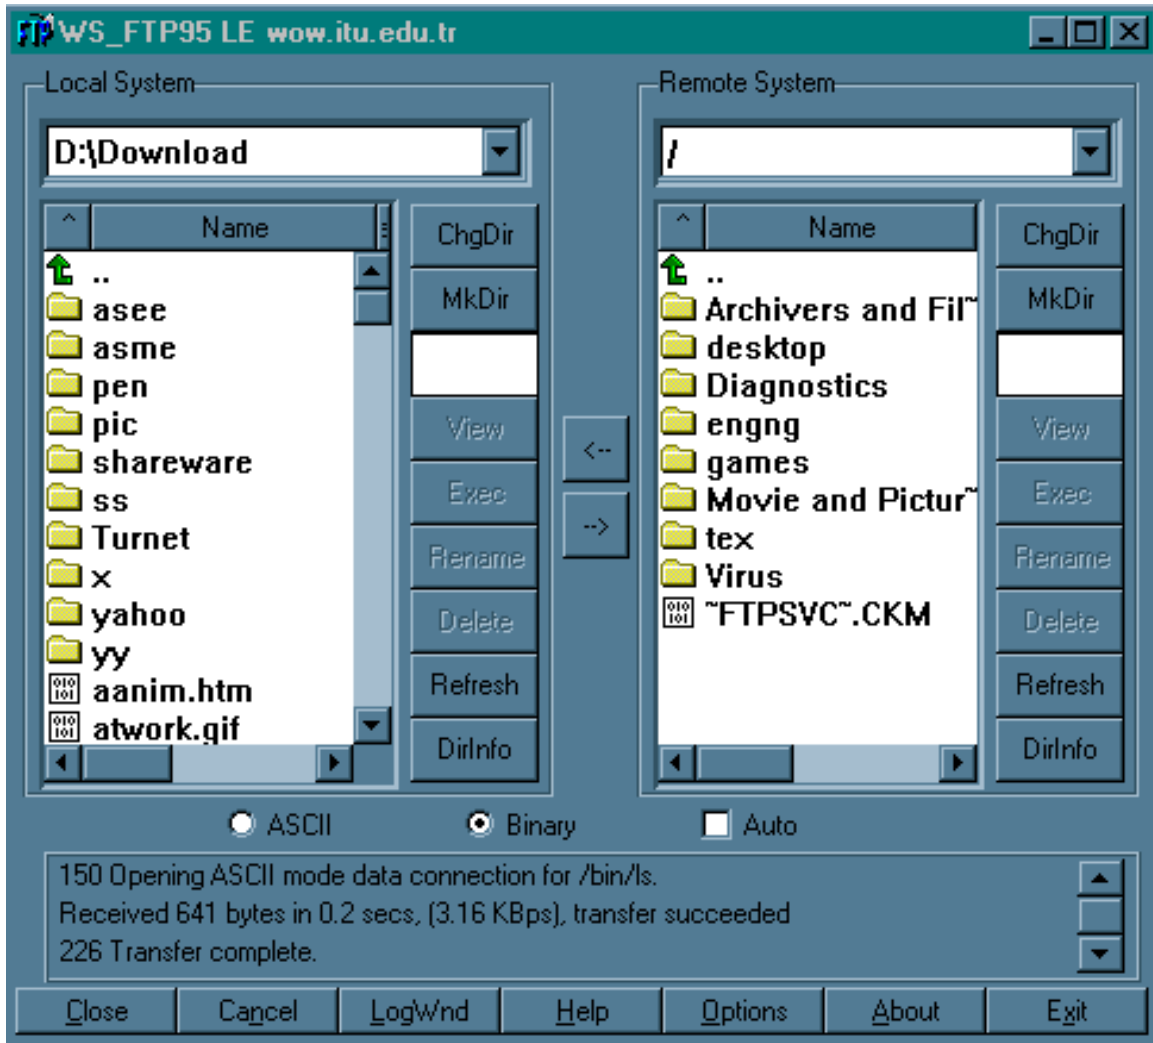 WS_FTP95 LE wow.itu.edu.tr
Local System
D:\Download
^ Name
..
asee
asme
pen
pic
shareware
ss
Turnet
x
yahoo
yy
aanim.htm
atwork.gif
ChgDir
MkDir
View
Exec
Rename
Delete
Refresh
DirInfo
<--
-->
Remote System
/
^ Name
..
Archivers and Fil~
desktop
Diagnostics
engng
games
Movie and Pictur~
tex
Virus
~FTPSVC~.CKM
ChgDir
MkDir
View
Exec
Rename
Delete
Refresh
DirInfo
ASCII Binary Auto
150 Opening ASCII mode data connection for /bin/ls.
Received 641 bytes in 0.2 secs, (3.16 KBps), transfer succeeded
226 Transfer complete.
Close Cancel LogWnd Help Options About Exit